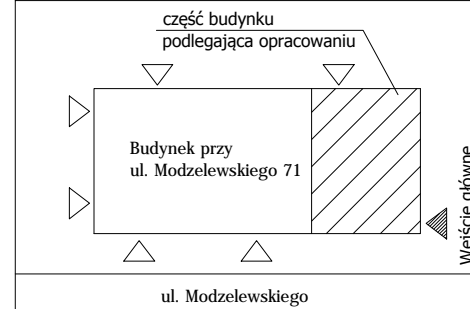 część budynku
podlegająca opracowaniu
Budynek przy
ul. Modzelewskiego 71
Wejście główne
ul. Modzelewskiego